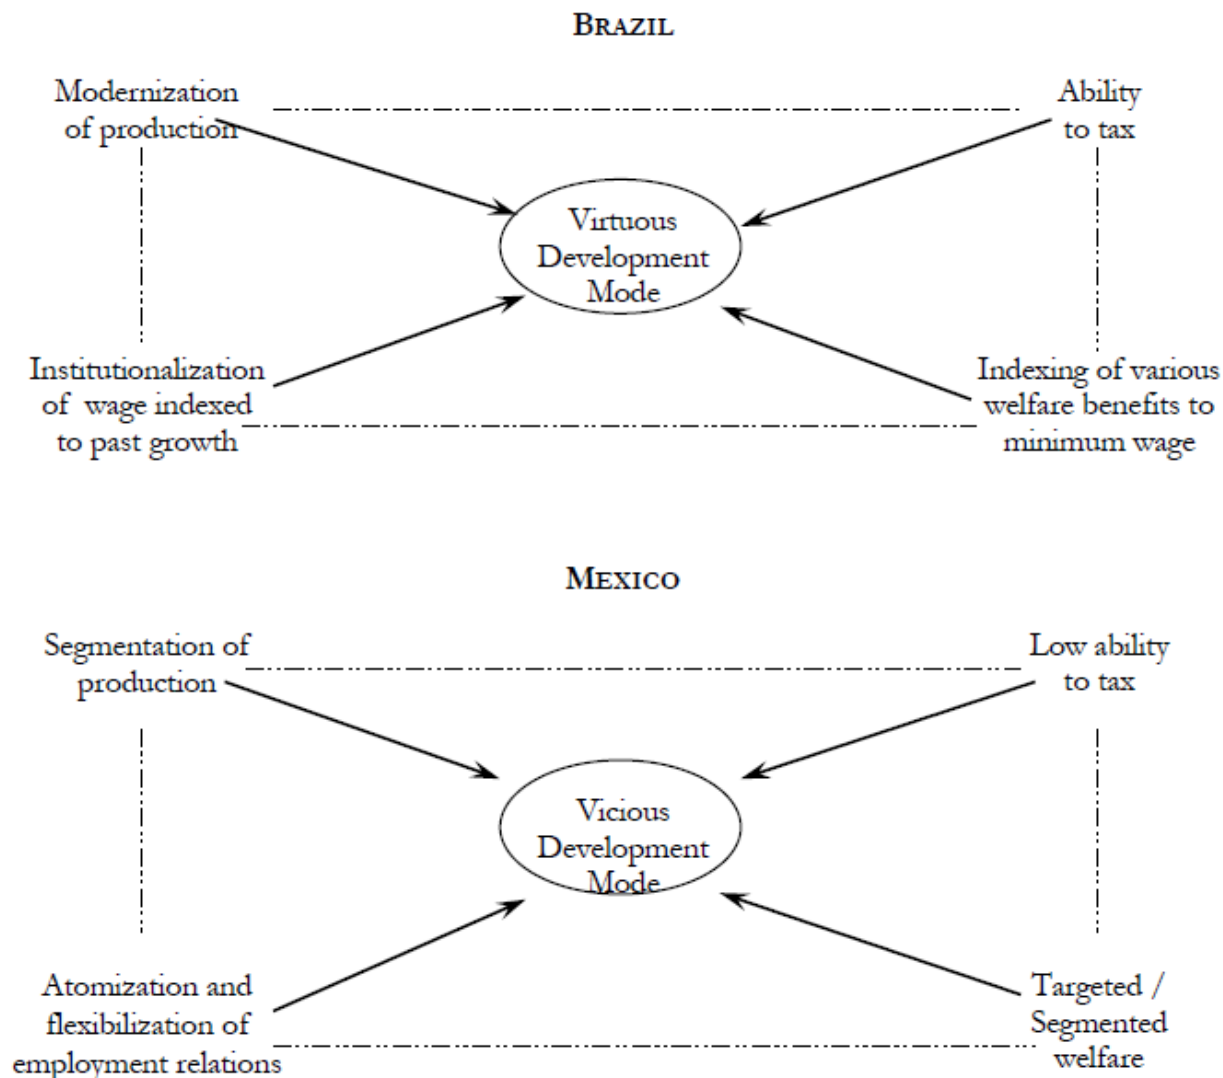 BRAZIL
Modernization
of production
Ability
to tax
Virtuous
Development
Mode
Institutionalization
of wage indexed
to past growth
Indexing of various
welfare benefits to
minimum wage
MEXICO
Segmentation of
production
Low ability
to tax
Vicious
Development
Mode
Atomization and
flexibilization of
employment relations
Targeted /
Segmented
welfare